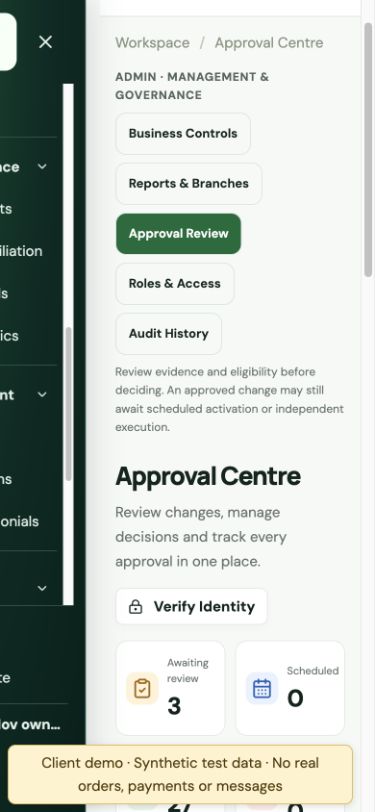 Workspace / Approval Centre
ADMIN · MANAGEMENT &
GOVERNANCE
Business Controls
Reports & Branches
Approval Review
Roles & Access
Audit History
Review evidence and eligibility before
deciding. An approved change may still
await scheduled activation or independent
execution.
Approval Centre
Review changes, manage
decisions and track every
approval in one place.
Verify Identity
Awaiting
review
3
Scheduled
0
Client demo · Synthetic test data · No real
orders, payments or messages